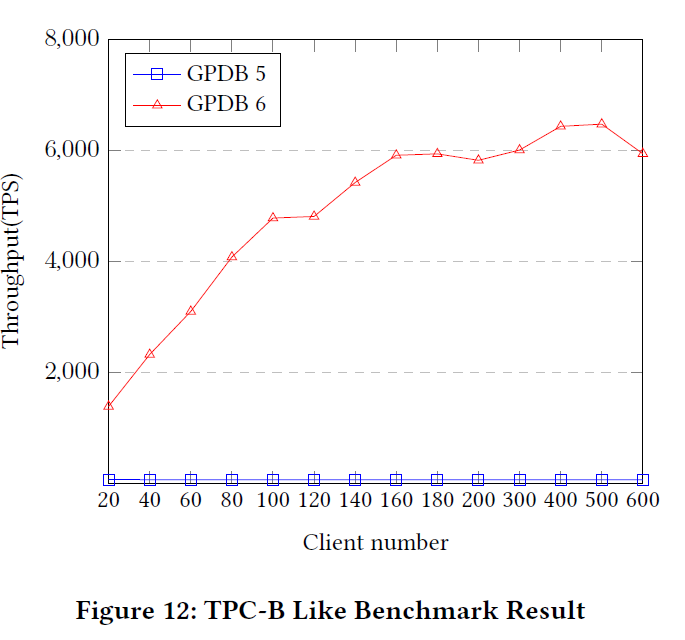 8,000
GPDB 5
GPDB 6
6,000
Throughput(TPS)
4,000
2,000
20 40 60 80 100 120 140 160 180 200 300 400 500 600
Client number
Figure 12: TPC-B Like Benchmark Result